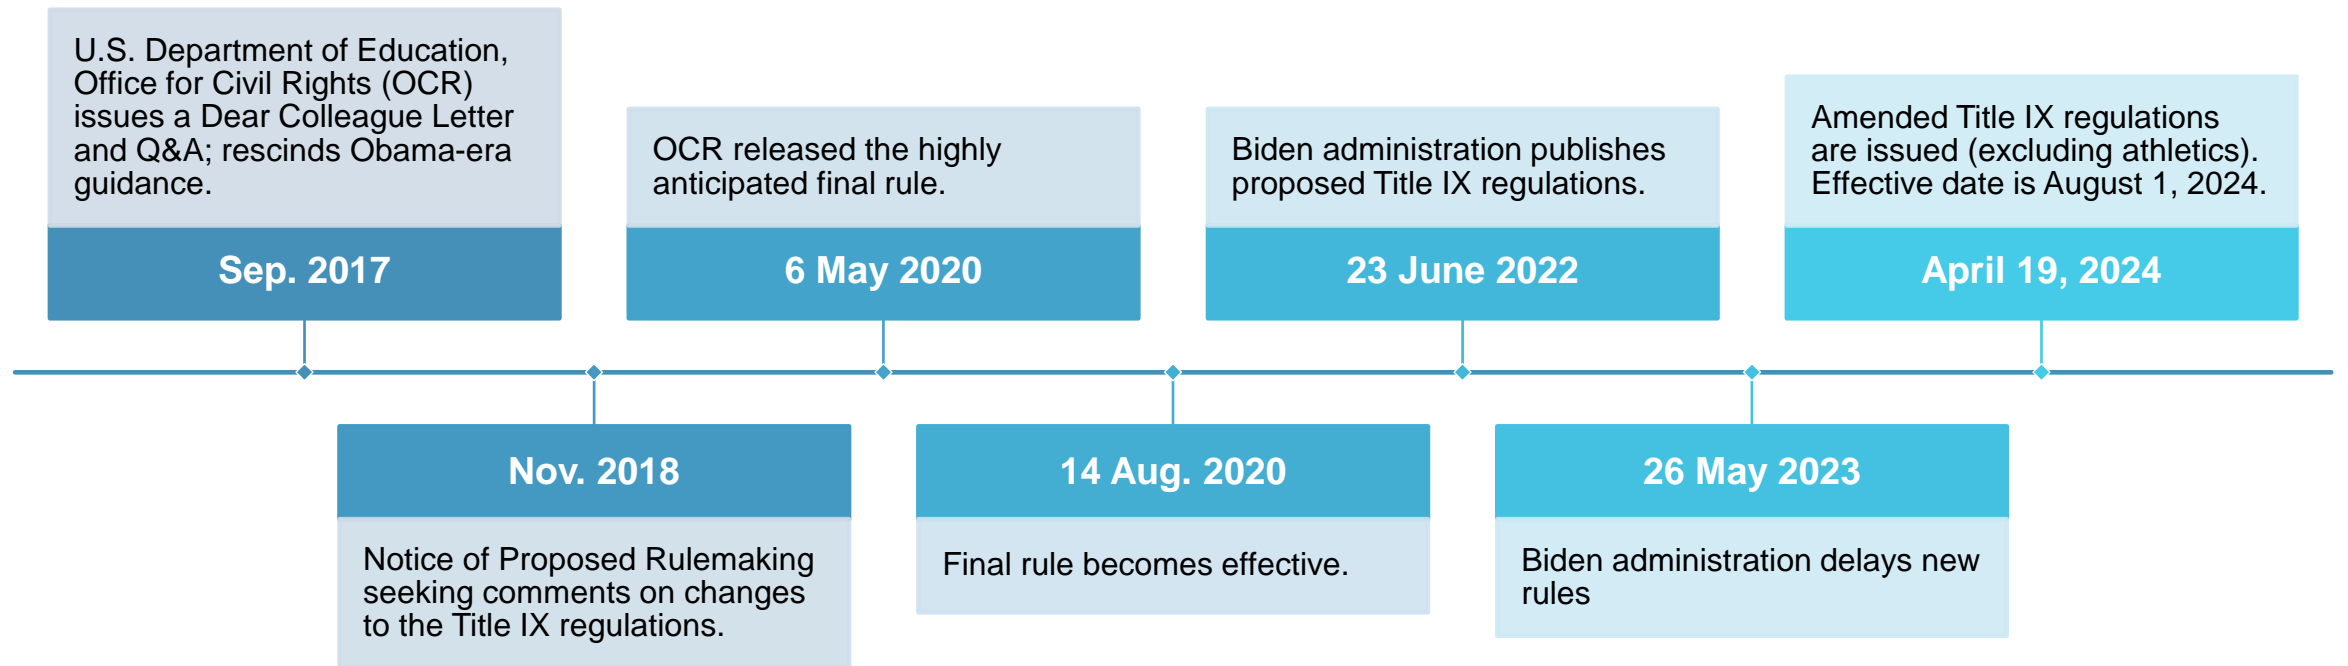 U.S. Department of Education,
Office for Civil Rights (OCR)
issues a Dear Colleague Letter
and Q&A; rescinds Obama-era
guidance.
Sep. 2017
Nov. 2018
Notice of Proposed Rulemaking
seeking comments on changes
to the Title IX regulations.
OCR released the highly
anticipated final rule.
6 May 2020
14 Aug. 2020
Final rule becomes effective.
Biden administration publishes
proposed Title IX regulations.
23 June 2022
26 May 2023
Biden administration delays new
rules
Amended Title IX regulations
are issued (excluding athletics).
Effective date is August 1, 2024.
April 19, 2024